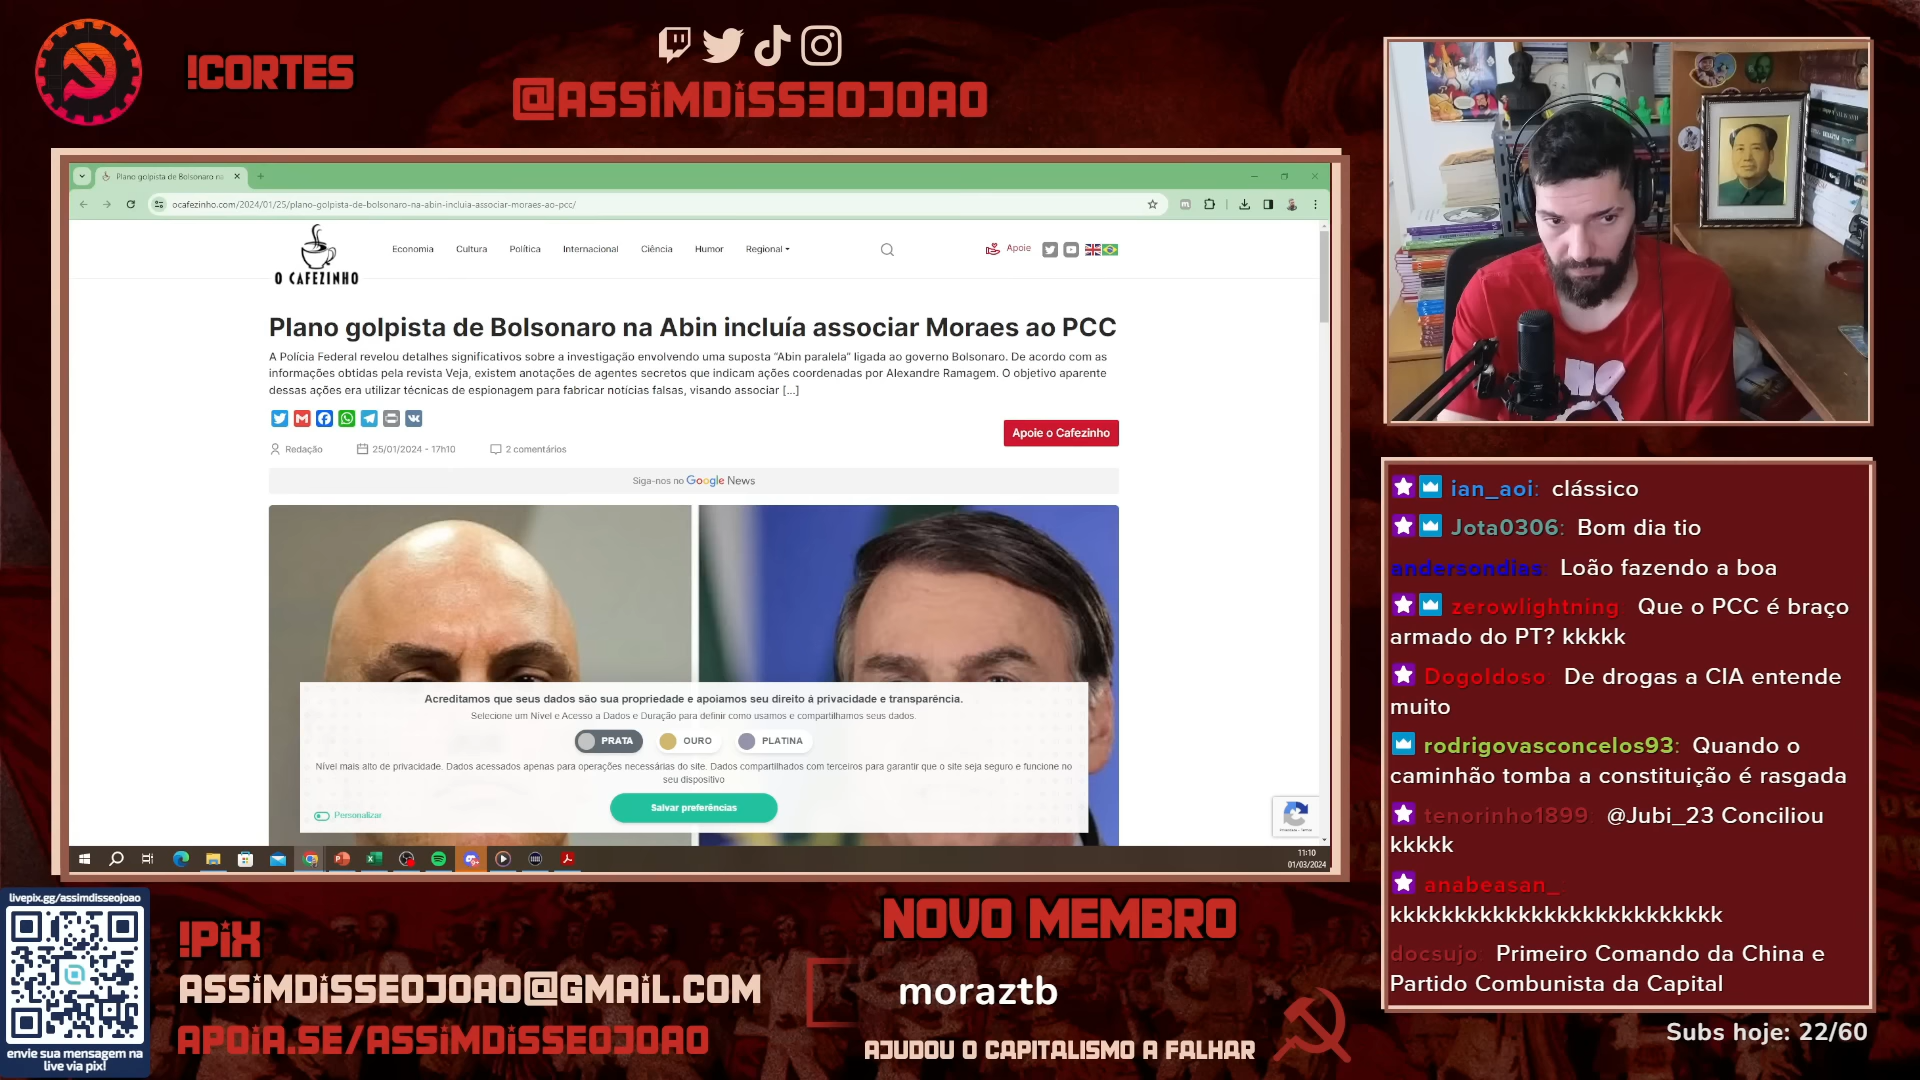 !CORTES
@ASSIMDISSEOJOAO
Plano golpista de Bolsonaro na
ocafezinho.com/2024/01/25/plano-golpista-de-bolsonaro-na-abin-incluia-associar-moraes-ao-pcc/
O CAFEZINHO
Economia Cultura Política Internacional Ciência Humor Regional
Apoie
Plano golpista de Bolsonaro na Abin incluía associar Moraes ao PCC
A Polícia Federal revelou detalhes significativos sobre a investigação envolvendo uma suposta “Abin paralela” ligada ao governo Bolsonaro. De acordo com as
informações obtidas pela revista Veja, existem anotações de agentes secretos que indicam ações coordenadas por Alexandre Ramagem. O objetivo aparente
dessas ações era utilizar técnicas de espionagem para fabricar notícias falsas, visando associar [...]
Apoie o Cafezinho
Redação 25/01/2024 - 17h10 2 comentários
Siga-nos no Google News
Acreditamos que seus dados são sua propriedade e apoiamos seu direito à privacidade e transparência.
Selecione um Nível e Acesso a Dados e Duração para definir como usamos e compartilhamos seus dados.
PRATA OURO PLATINA
Nível mais alto de privacidade. Dados acessados apenas para operações necessárias do site. Dados compartilhados com terceiros para garantir que o site seja seguro e funcione no
seu dispositivo
Salvar preferências
Personalizar
11:10
01/03/2024
ian_aoi: clássico
Jota0306: Bom dia tio
andersondias: Loão fazendo a boa
zerowlightning: Que o PCC é braço
armado do PT? kkkkk
Dogoldoso: De drogas a CIA entende
muito
rodrigovasconcelos93: Quando o
caminhão tomba a constituição é rasgada
tenorinho1899: @Jubi_23 Conciliou
kkkkk
anabeasan_:
kkkkkkkkkkkkkkkkkkkkkkkkkk
docsujo: Primeiro Comando da China e
Partido Combunista da Capital
Subs hoje: 22/60
livepix.gg/assimdisseojoao
envie sua mensagem na
live via pix!
!PIX
ASSIMDISSEOJOAO@GMAIL.COM
APOIA.SE/ASSIMDISSEOJOAO
NOVO MEMBRO
moraztb
AJUDOU O CAPITALISMO A FALHAR